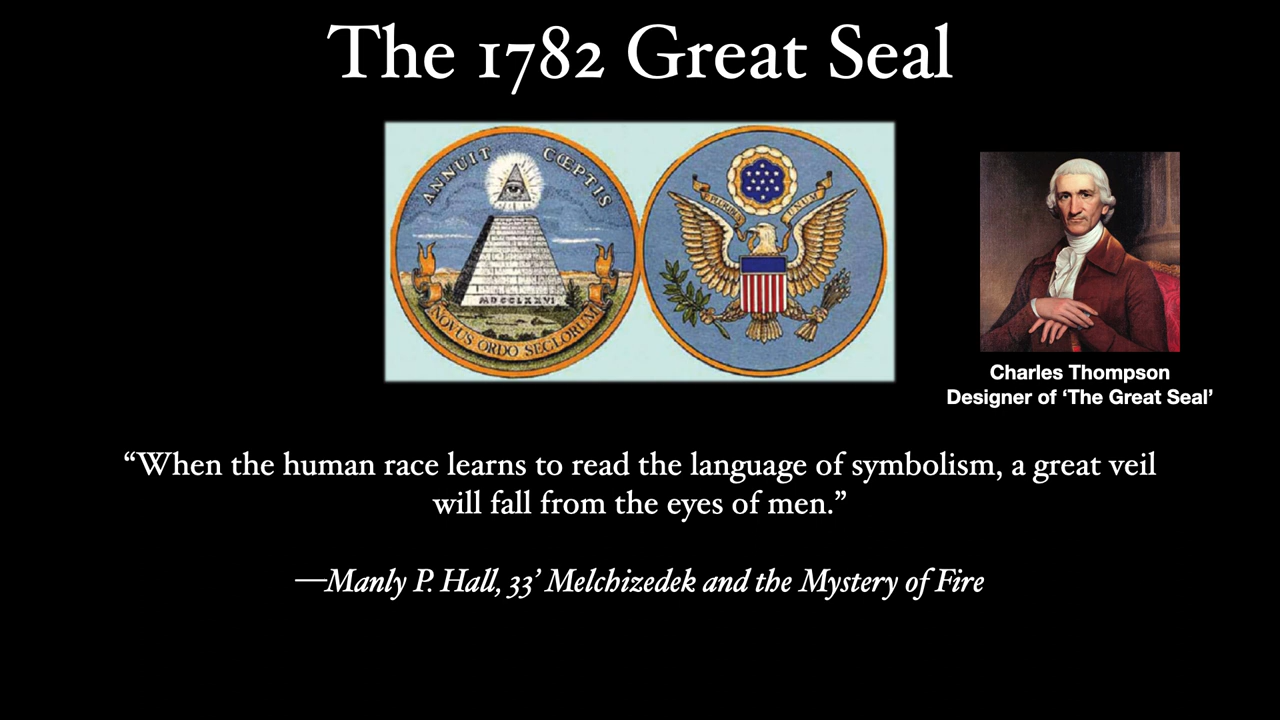 The 1782 Great Seal
ANNUIT CŒPTIS
MDCCLXXVI
NOVUS ORDO SECLORUM
E PLURIBUS UNUM
Charles Thompson
Designer of ‘The Great Seal’
“When the human race learns to read the language of symbolism, a great veil
will fall from the eyes of men.”
—Manly P. Hall, 33’ Melchizedek and the Mystery of Fire